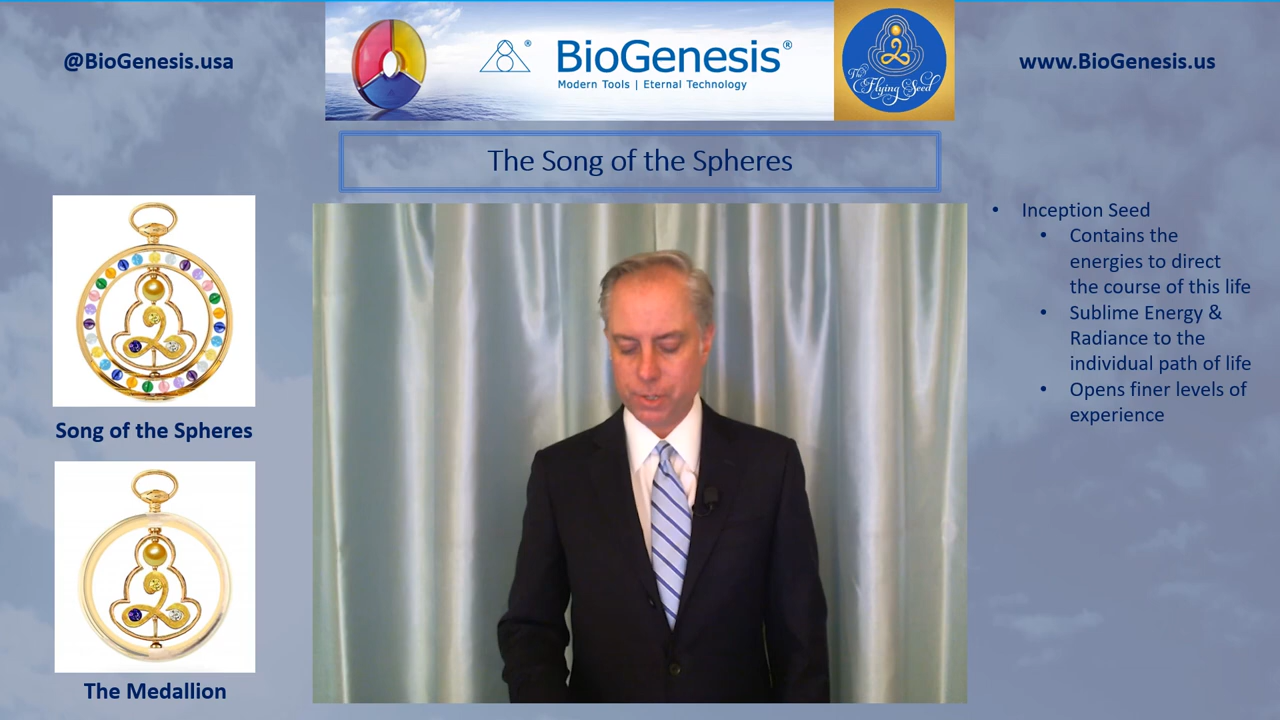 @BioGenesis.usa
BioGenesis®
Modern Tools | Eternal Technology
The
Flying Seed
www.BioGenesis.us
The Song of the Spheres
Song of the Spheres
The Medallion
• Inception Seed
• Contains the
energies to direct
the course of this life
• Sublime Energy &
Radiance to the
individual path of life
• Opens finer levels of
experience